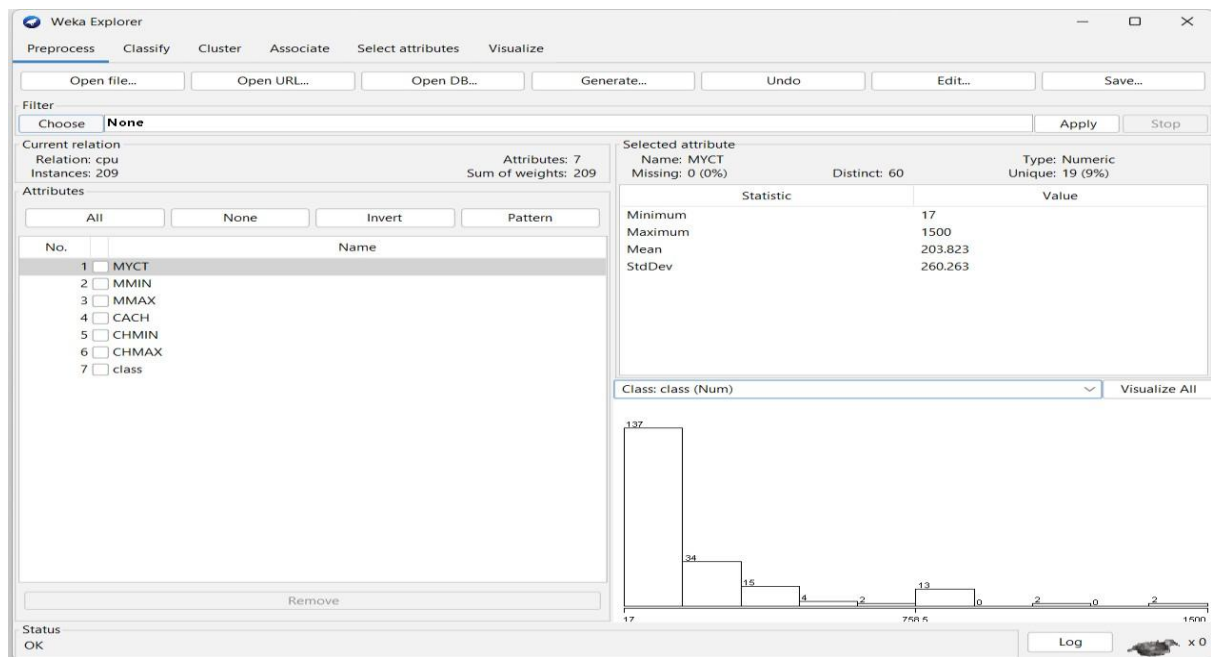 Weka Explorer
Preprocess Classify Cluster Associate Select attributes Visualize
Open file... Open URL... Open DB... Generate... Undo Edit... Save...
Filter
Choose None Apply Stop
Current relation
Relation: cpu Attributes: 7
Instances: 209 Sum of weights: 209
Attributes
All None Invert Pattern
No. Name
1 MYCT
2 MMIN
3 MMAX
4 CACH
5 CHMIN
6 CHMAX
7 class
Remove
Selected attribute
Name: MYCT Type: Numeric
Missing: 0 (0%) Distinct: 60 Unique: 19 (9%)
Statistic Value
Minimum 17
Maximum 1500
Mean 203.823
StdDev 260.263
Class: class (Num) Visualize All
137
34
15
4 2 13 0 2 0 2
17 758.5 1500
Status
OK Log x 0